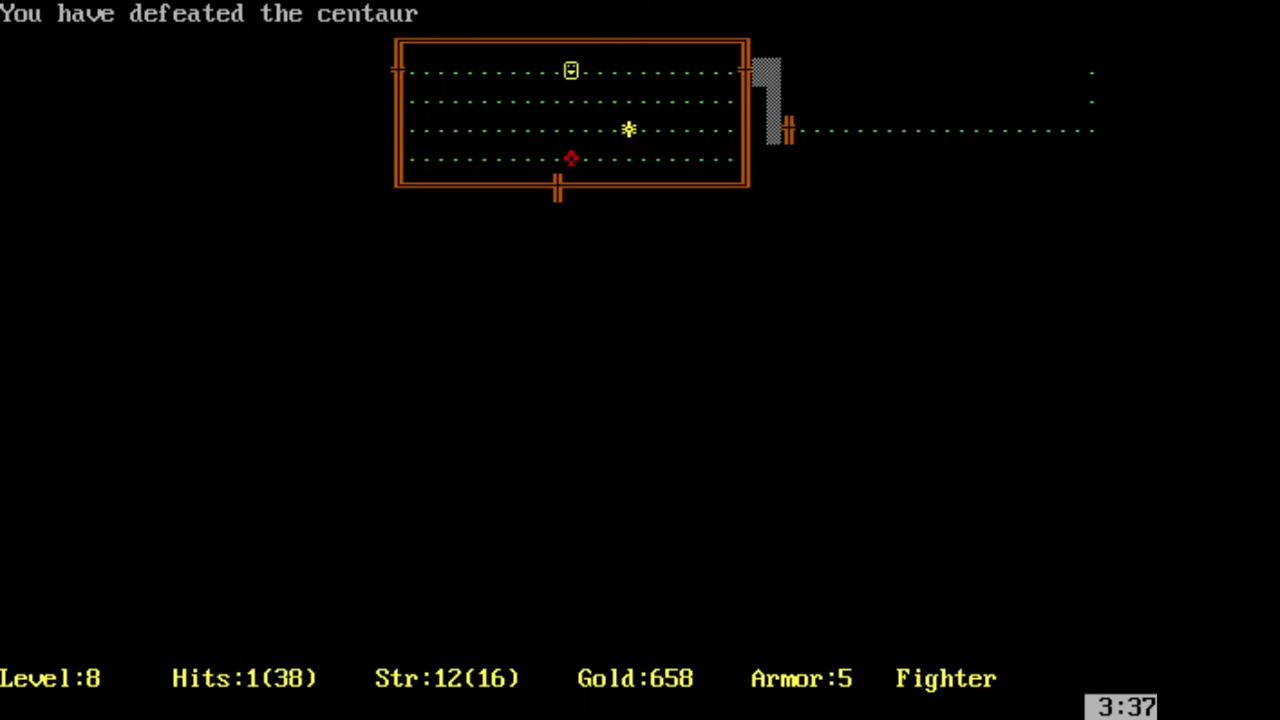 You have defeated the centaur
Level:8 Hits:1(38) Str:12(16) Gold:658 Armor:5 Fighter
3:37